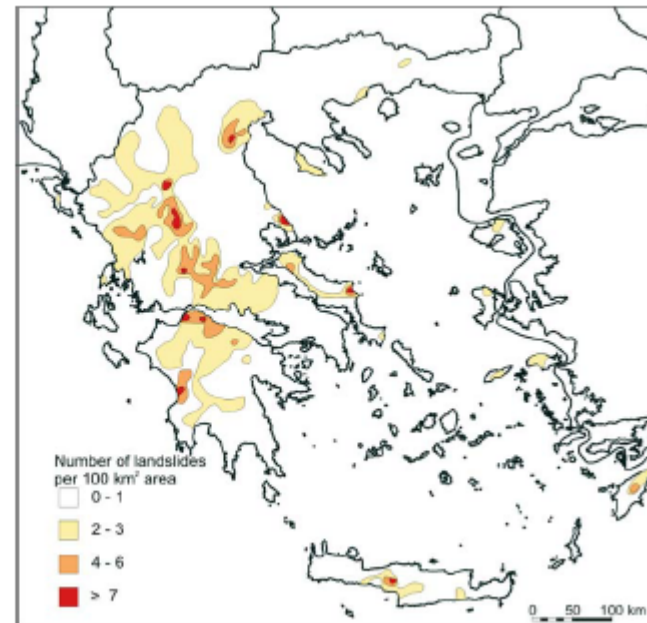 Number of landslides
per 100 km² area
0 - 1
2 - 3
4 - 6
> 7
0 50 100 km